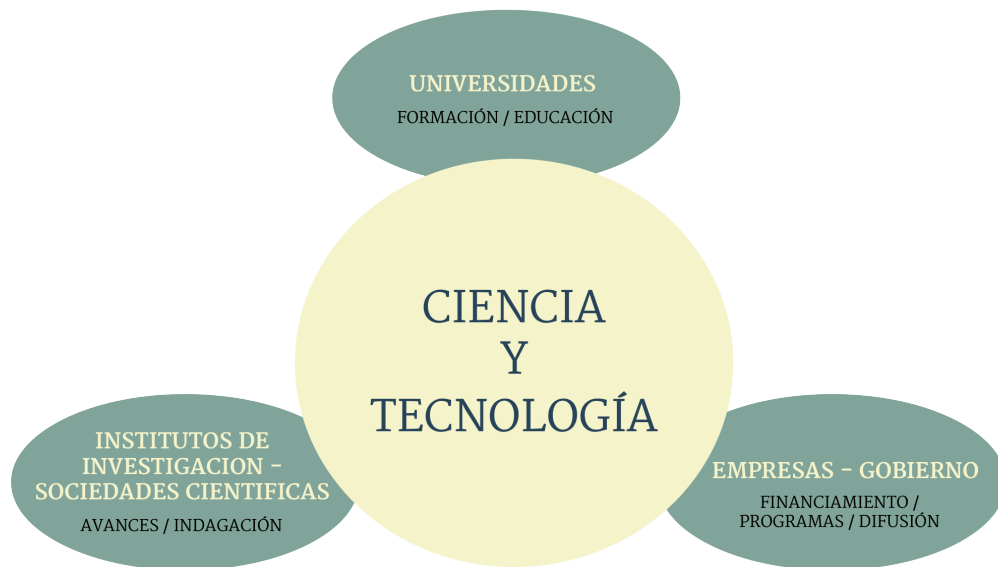 UNIVERSIDADES
FORMACIÓN / EDUCACIÓN
CIENCIA
Y
TECNOLOGÍA
INSTITUTOS DE
INVESTIGACION -
SOCIEDADES CIENTIFICAS
AVANCES / INDAGACIÓN
EMPRESAS - GOBIERNO
FINANCIAMIENTO /
PROGRAMAS / DIFUSIÓN